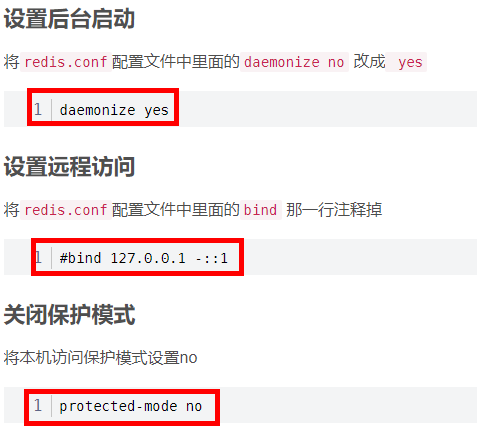 设置后台启动
将 redis.conf 配置文件中里面的 daemonize no 改成 yes
1 daemonize yes
设置远程访问
将 redis.conf 配置文件中里面的 bind 那一行注释掉
1 #bind 127.0.0.1 -::1
关闭保护模式
将本机访问保护模式设置no
1 protected-mode no